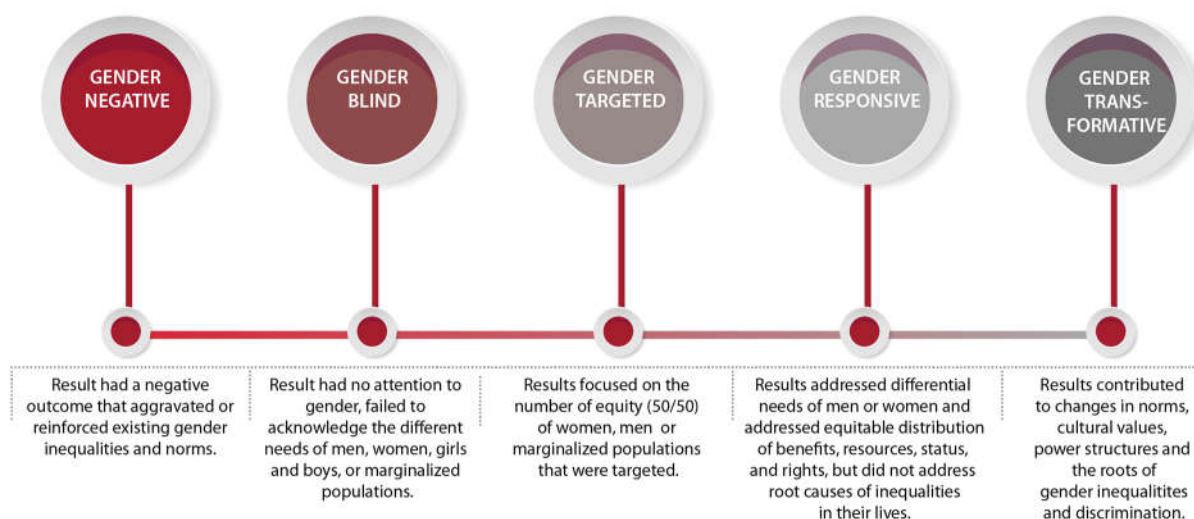 GENDER
NEGATIVE
GENDER
BLIND
GENDER
TARGETED
GENDER
RESPONSIVE
GENDER
TRANS-
FORMATIVE
Result had a negative
outcome that aggravated or
reinforced existing gender
inequalities and norms.
Result had no attention to
gender, failed to
acknowledge the different
needs of men, women, girls
and boys, or marginalized
populations.
Results focused on the
number of equity (50/50)
of women, men or
marginalized populations
that were targeted.
Results addressed differential
needs of men or women and
addressed equitable distribution
of benefits, resources, status,
and rights, but did not address
root causes of inequalities
in their lives.
Results contributed
to changes in norms,
cultural values,
power structures and
the roots of
gender inequalitites
and discrimination.